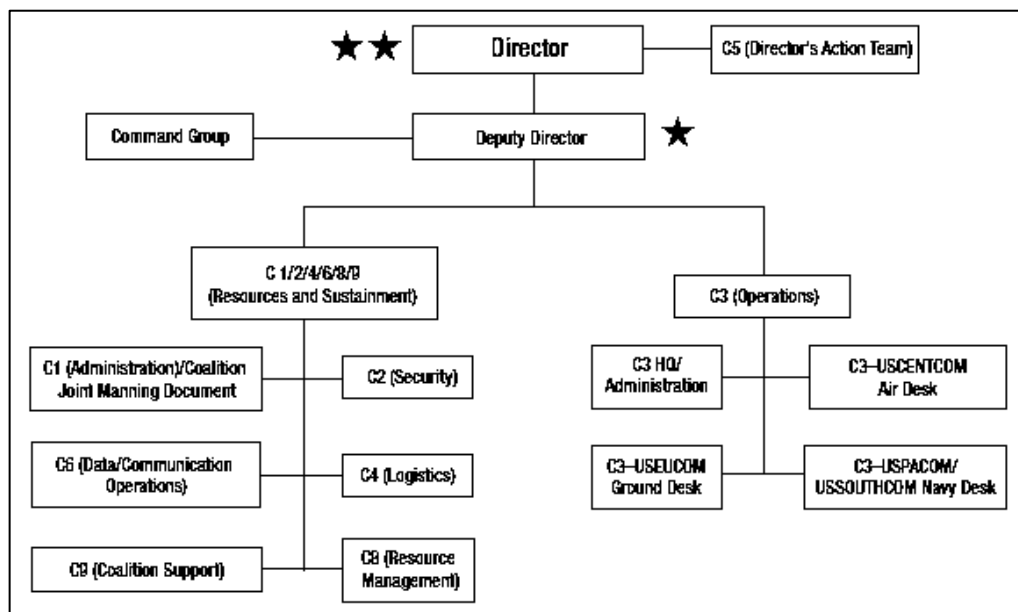 Director
C5 (Director's Action Team)
Command Group
Deputy Director
C 1/2/4/6/8/9
(Resources and Sustainment)
C3 (Operations)
C1 (Administration)/Coalition
Joint Manning Document
C2 (Security)
C3 HQ/
Administration
C3–USCENTCOM
Air Desk
C6 (Data/Communication
Operations)
C4 (Logistics)
C3–USEUCOM
Ground Desk
C3–USPACOM/
USSOUTHCOM Navy Desk
C9 (Coalition Support)
C8 (Resource
Management)